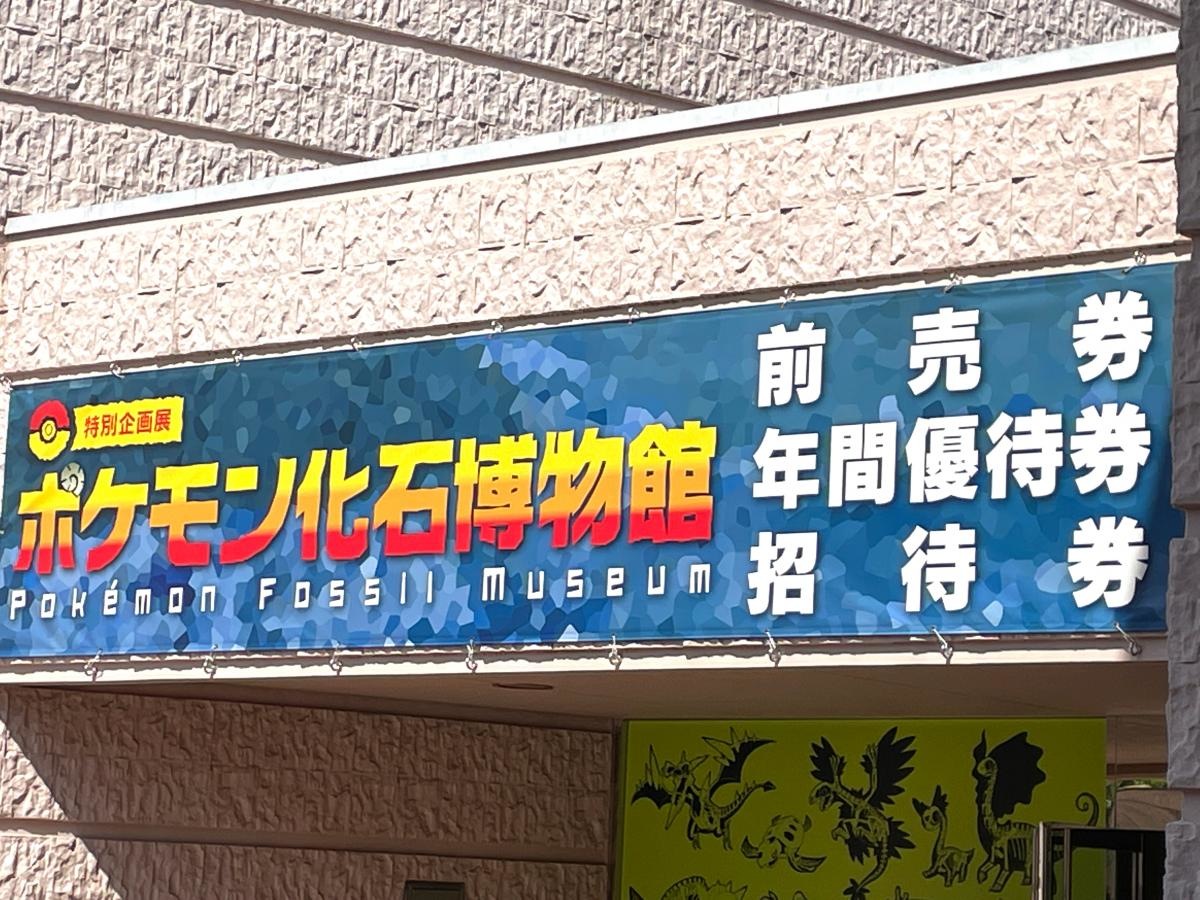 特別企画展
ポケモン化石博物館
Pokémon Fossil Museum
前売券
年間優待券
招待券